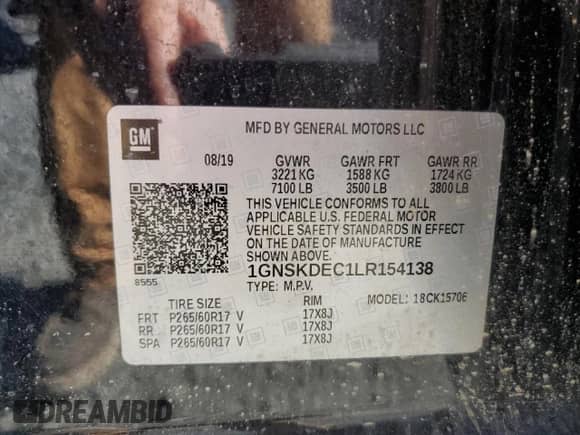 GM
MFD BY GENERAL MOTORS LLC
08/19 GVWR GAWR FRT GAWR RR
3221 KG 1588 KG 1724 KG
7100 LB 3500 LB 3800 LB
THIS VEHICLE CONFORMS TO ALL
APPLICABLE U.S. FEDERAL MOTOR
VEHICLE SAFETY STANDARDS IN EFFECT
ON THE DATE OF MANUFACTURE
SHOWN ABOVE.
1GNSKDEC1LR154138
8555 TYPE: M.P.V.
TIRE SIZE RIM MODEL: 18CK15706
FRT P265/60R17 V 17X8J
RR P265/60R17 V 17X8J
SPA P265/60R17 V 17X8J
DREAMBID